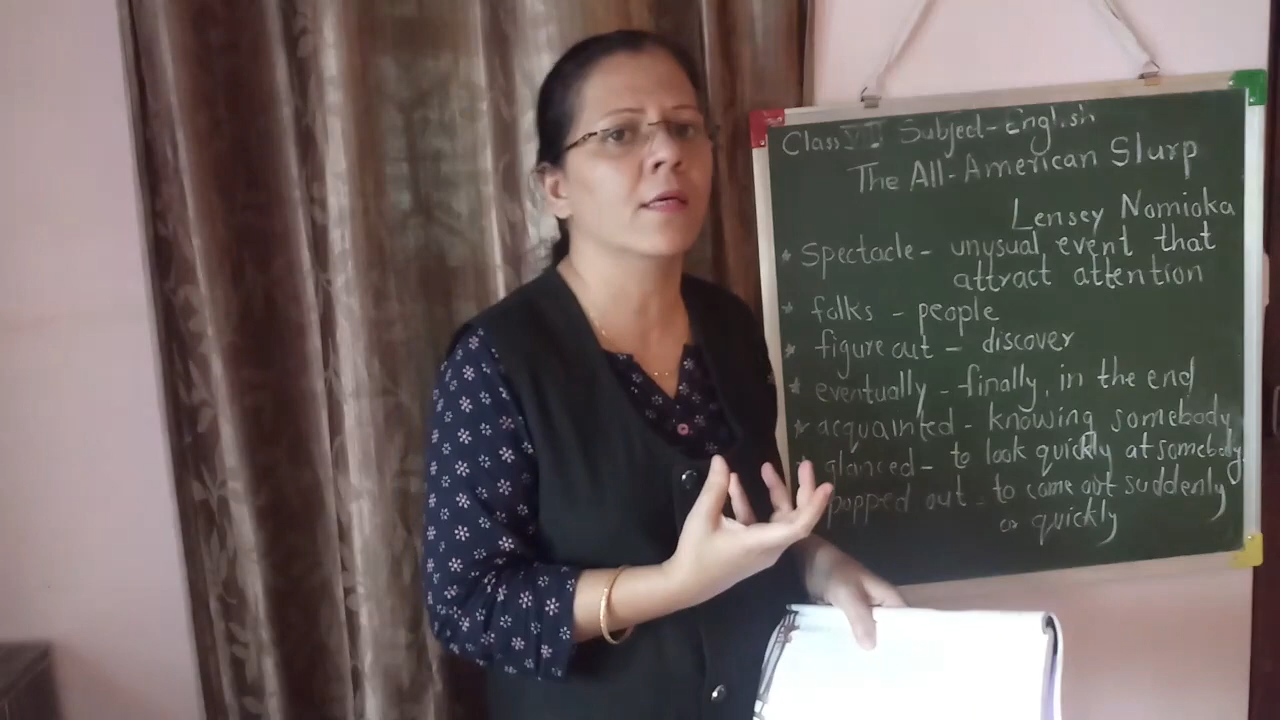 Class VII Subject - English
The All-American Slurp
Lensey Namioka
* Spectacle - unusual event that
attract attention
* folks - people
* figure out - discover
* eventually - finally, in the end
* acquainted - knowing somebody
* glanced - to look quickly at somebody.
popped out - to come out suddenly
or quickly